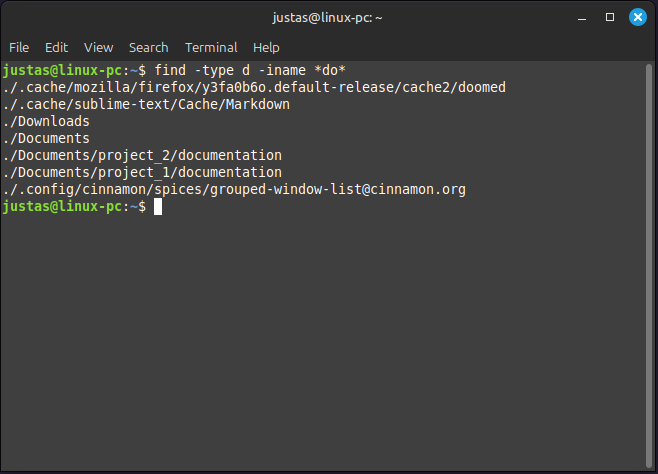 justas@linux-pc: ~
File Edit View Search Terminal Help
justas@linux-pc:~$ find -type d -iname *do*
./.cache/mozilla/firefox/y3fa0b6o.default-release/cache2/doomed
./.cache/sublime-text/Cache/Markdown
./Downloads
./Documents
./Documents/project_2/documentation
./Documents/project_1/documentation
./.config/cinnamon/spices/grouped-window-list@cinnamon.org
justas@linux-pc:~$